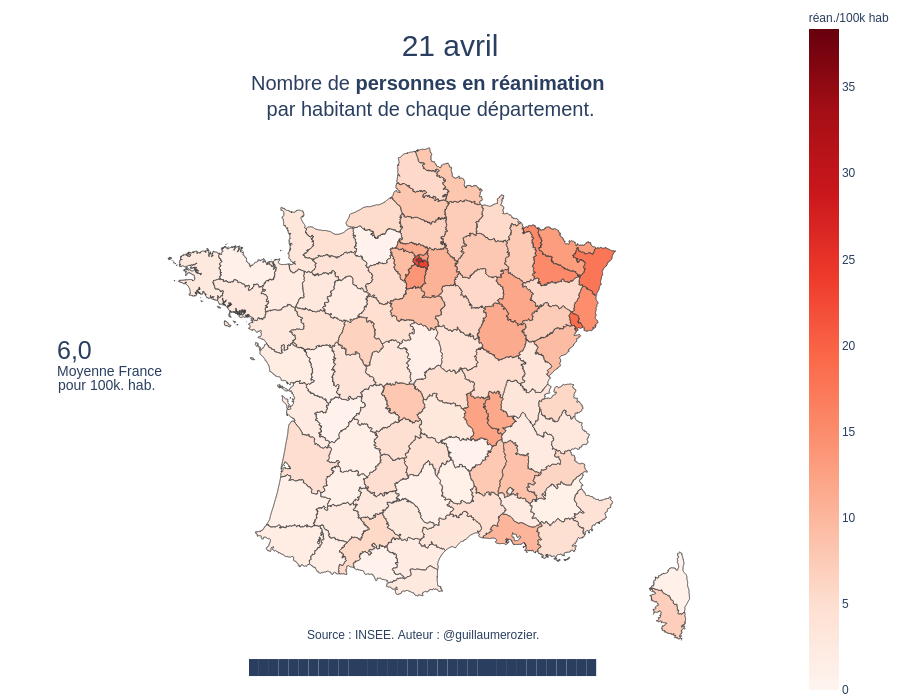 réan./100k hab
21 avril
Nombre de personnes en réanimation
par habitant de chaque département.
35
30
25
20
15
10
5
0
6,0
Moyenne France
pour 100k. hab.
Source : INSEE. Auteur : @guillaumerozier.